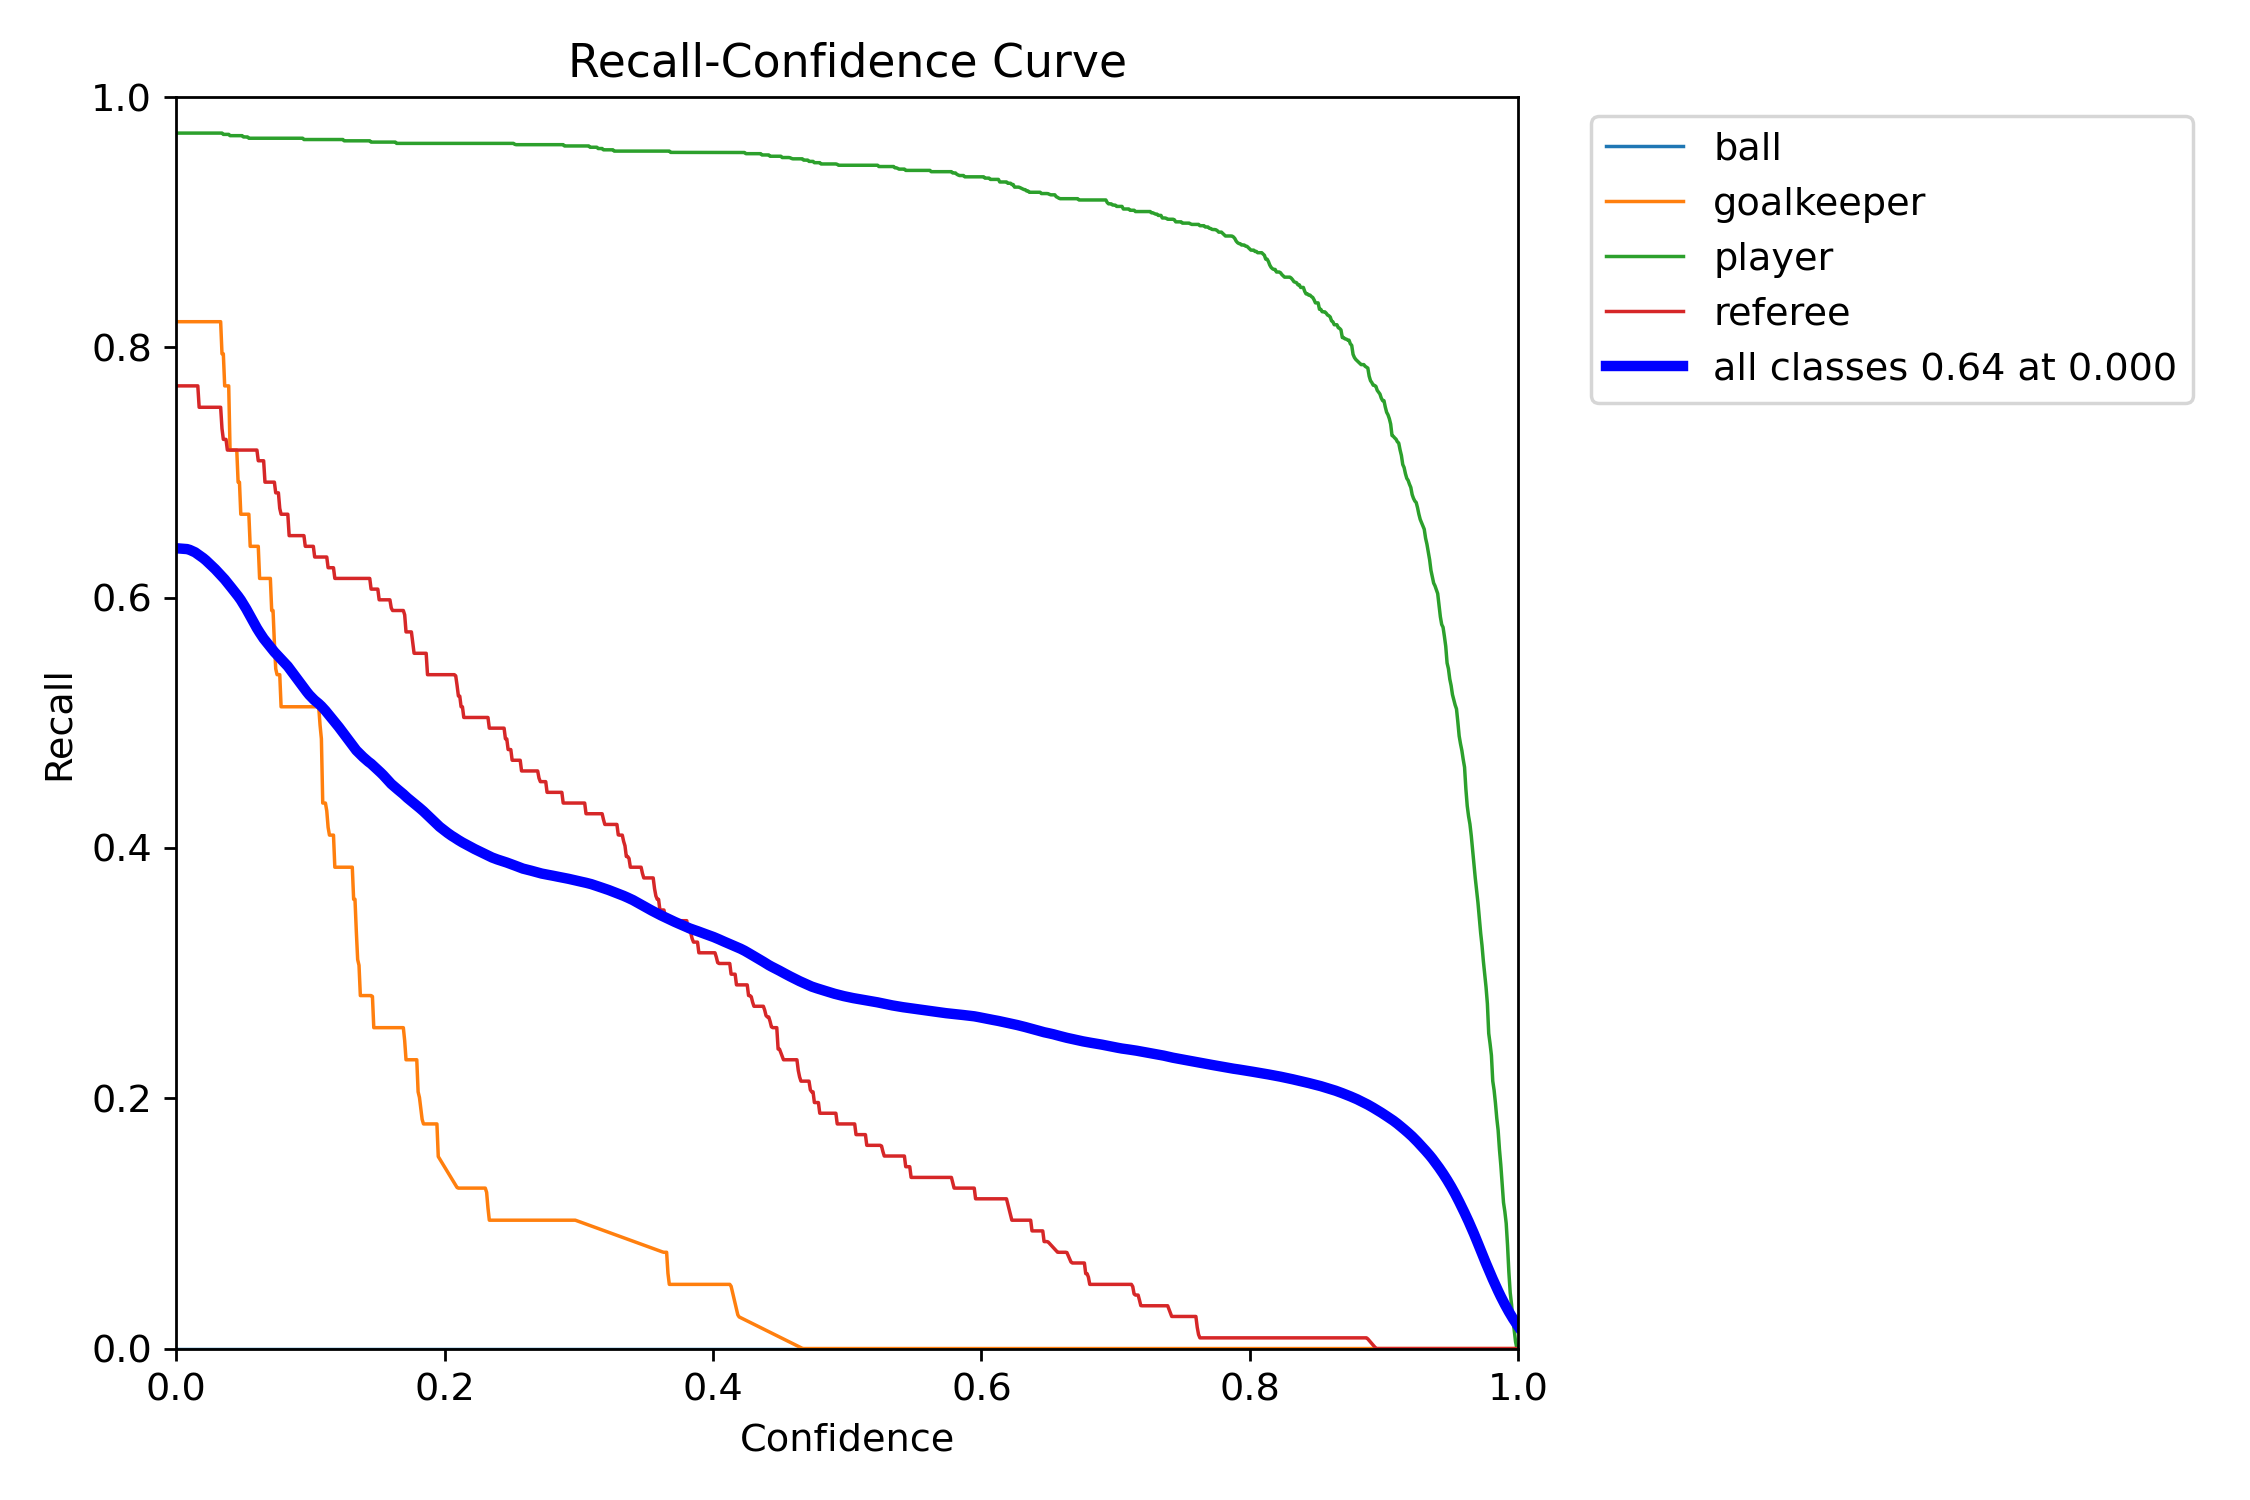 Recall-Confidence Curve
1.0
0.8
0.6
0.4
0.2
0.0
Recall
0.0 0.2 0.4 0.6 0.8 1.0
Confidence
ball
goalkeeper
player
referee
all classes 0.64 at 0.000